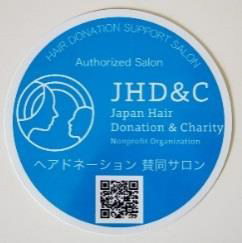 HAIR DONATION SUPPORT SALON
Authorized Salon
JHD&C
Japan Hair
Donation & Charity
Nonprofit Organization
ヘアドネーション 賛同サロン